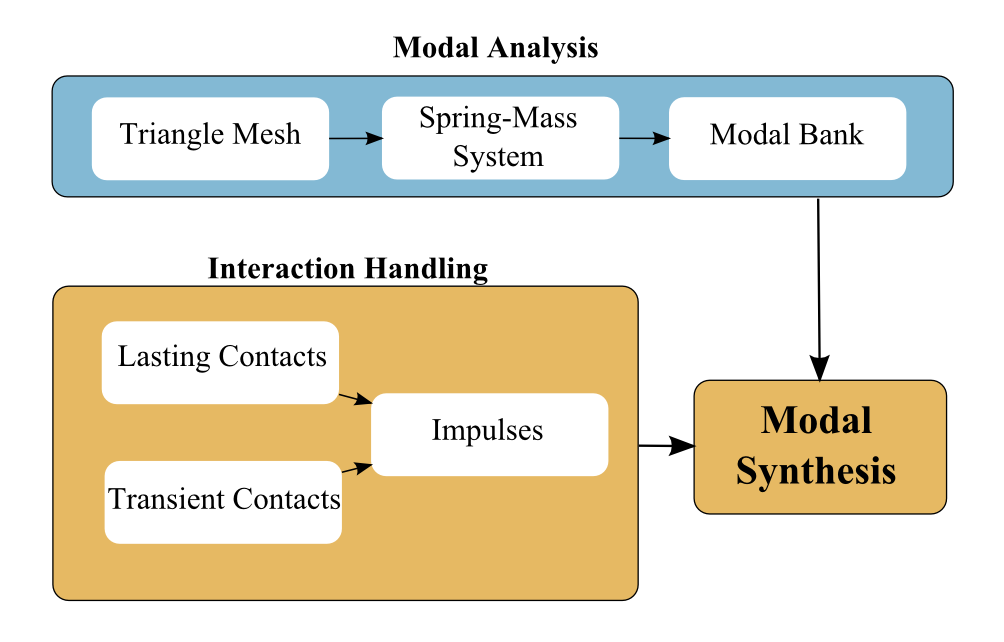 Modal Analysis
Triangle Mesh
Spring-Mass
System
Modal Bank
Interaction Handling
Lasting Contacts
Impulses
Transient Contacts
Modal
Synthesis